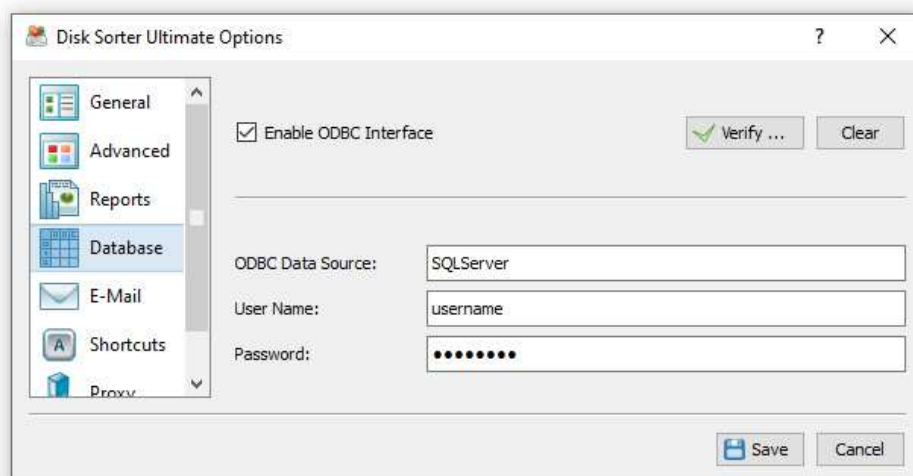 Disk Sorter Ultimate Options
?
General
Advanced
Reports
Database
E-Mail
A
Shortcuts
Proxy
Enable ODBC Interface
Verify ...
Clear
ODBC Data Source:
SQLServer
User Name:
username
Password:
••••••••
Save
Cancel